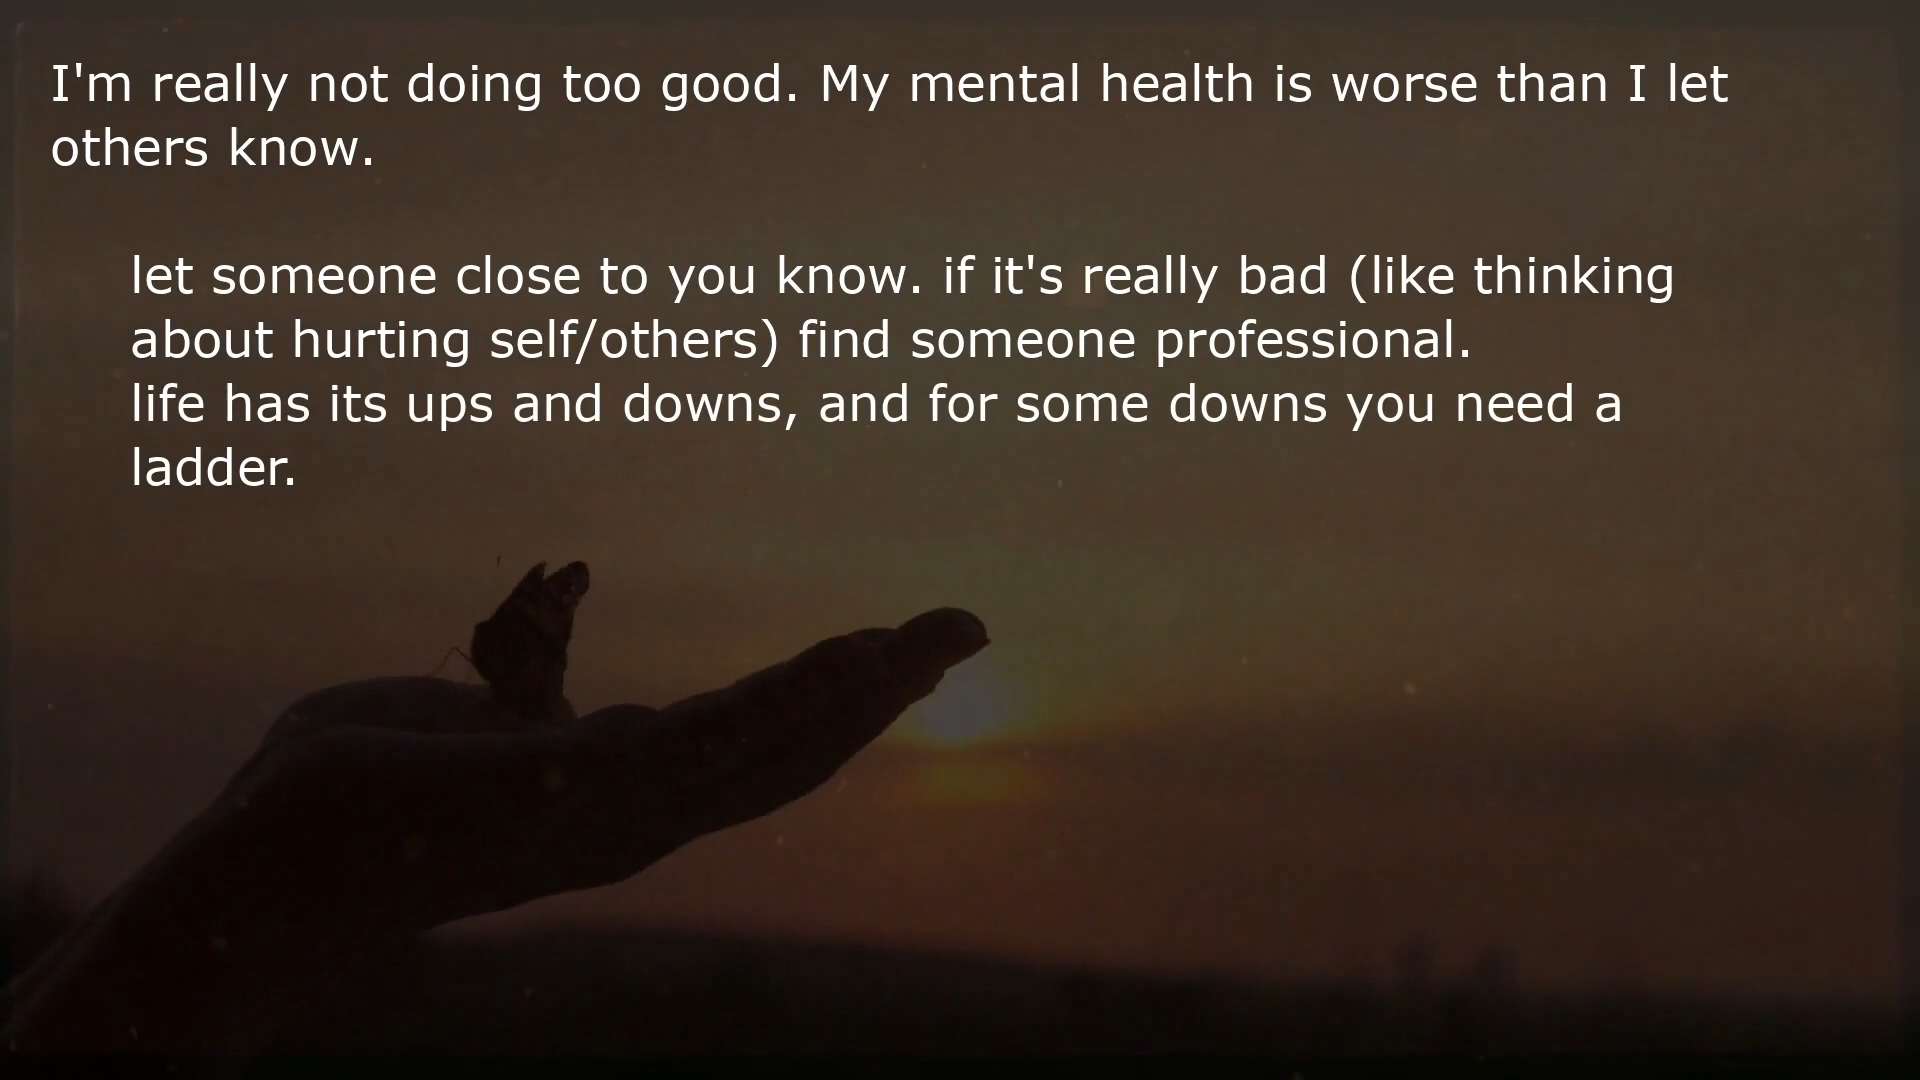 I'm really not doing too good. My mental health is worse than I let
others know.
let someone close to you know. if it's really bad (like thinking
about hurting self/others) find someone professional.
life has its ups and downs, and for some downs you need a
ladder.